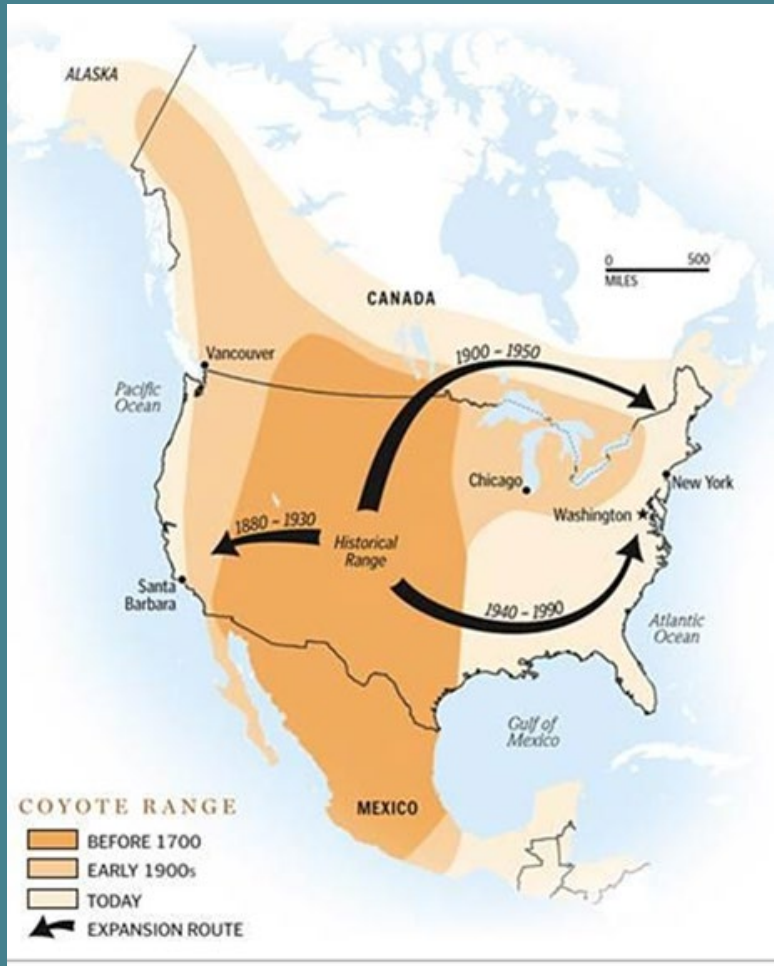 ALASKA
0 500
MILES
CANADA
1900 – 1950
Vancouver
Pacific
Ocean
Chicago
New York
Washington
1880 – 1930
Historical
Range
Santa
Barbara
1940 – 1990
Atlantic
Ocean
Gulf of
Mexico
MEXICO
COYOTE RANGE
BEFORE 1700
EARLY 1900s
TODAY
EXPANSION ROUTE